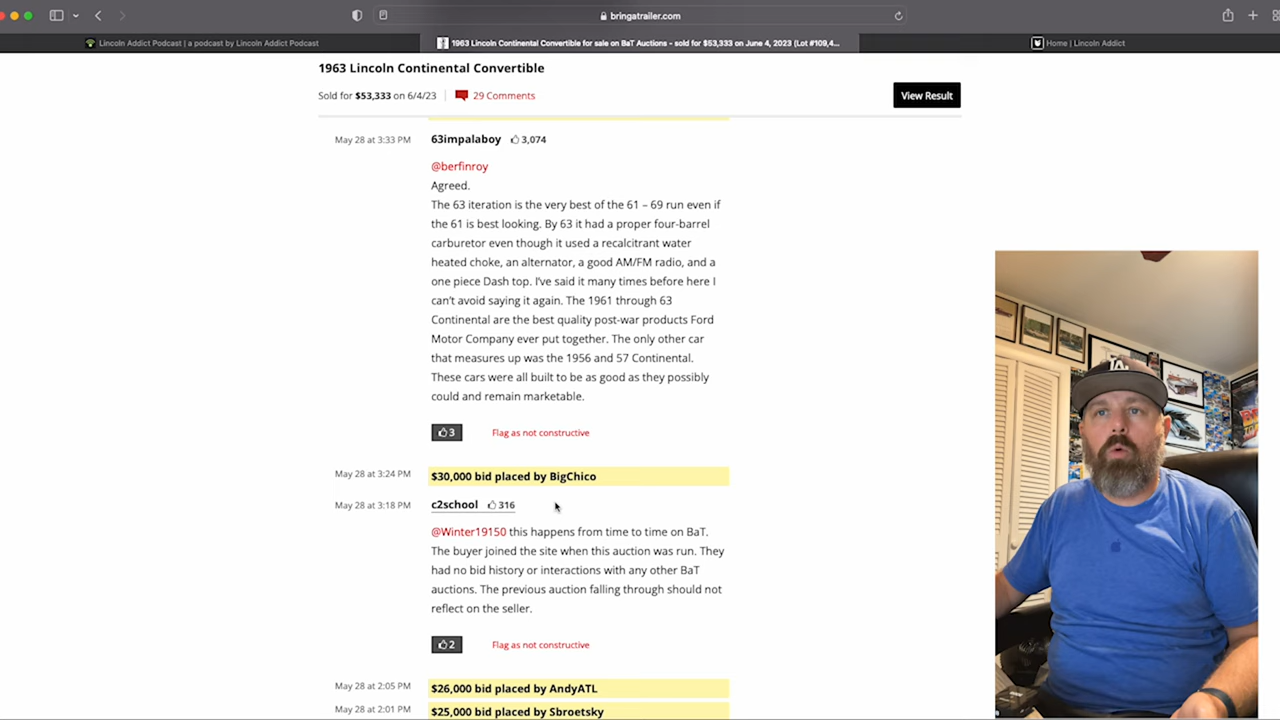 bringatrailer.com
Lincoln Addict Podcast | a podcast by Lincoln Addict Podcast
1963 Lincoln Continental Convertible for sale on BaT Auctions - sold for $53,333 on June 4, 2023 (Lot #109,4...
Home | Lincoln Addict
1963 Lincoln Continental Convertible
Sold for $53,333 on 6/4/23
29 Comments
View Result
May 28 at 3:33 PM
63impalaboy 3,074
@berfinroy
Agreed.
The 63 iteration is the very best of the 61 – 69 run even if
the 61 is best looking. By 63 it had a proper four-barrel
carburetor even though it used a recalcitrant water
heated choke, an alternator, a good AM/FM radio, and a
one piece Dash top. I've said it many times before here I
can't avoid saying it again. The 1961 through 63
Continental are the best quality post-war products Ford
Motor Company ever put together. The only other car
that measures up was the 1956 and 57 Continental.
These cars were all built to be as good as they possibly
could and remain marketable.
3
Flag as not constructive
May 28 at 3:24 PM
$30,000 bid placed by BigChico
May 28 at 3:18 PM
c2school 316
@Winter19150 this happens from time to time on BaT.
The buyer joined the site when this auction was run. They
had no bid history or interactions with any other BaT
auctions. The previous auction falling through should not
reflect on the seller.
2
Flag as not constructive
May 28 at 2:05 PM
$26,000 bid placed by AndyATL
May 28 at 2:01 PM
$25,000 bid placed by Sbroetsky
LA